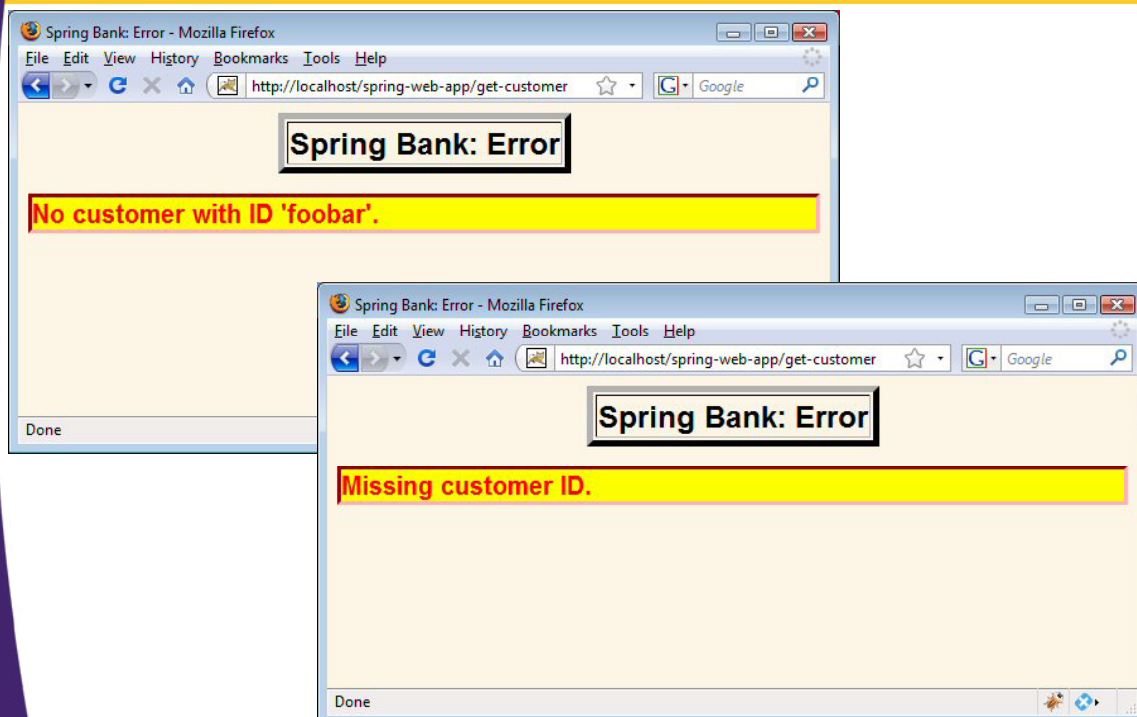 Spring Bank: Error - Mozilla Firefox
File Edit View History Bookmarks Tools Help
http://localhost/spring-web-app/get-customer G Google
Spring Bank: Error
No customer with ID 'foobar'.
Done
Spring Bank: Error - Mozilla Firefox
File Edit View History Bookmarks Tools Help
http://localhost/spring-web-app/get-customer G Google
Spring Bank: Error
Missing customer ID.
Done